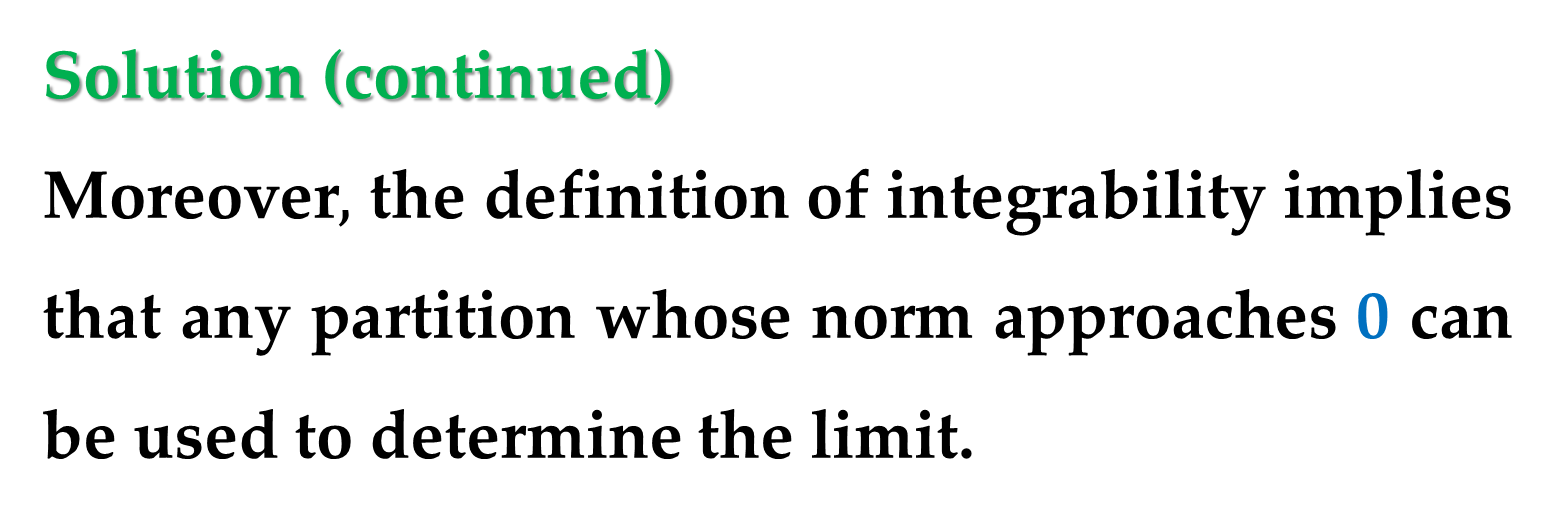 Solution (continued)
Moreover, the definition of integrability implies
that any partition whose norm approaches 0 can
be used to determine the limit.